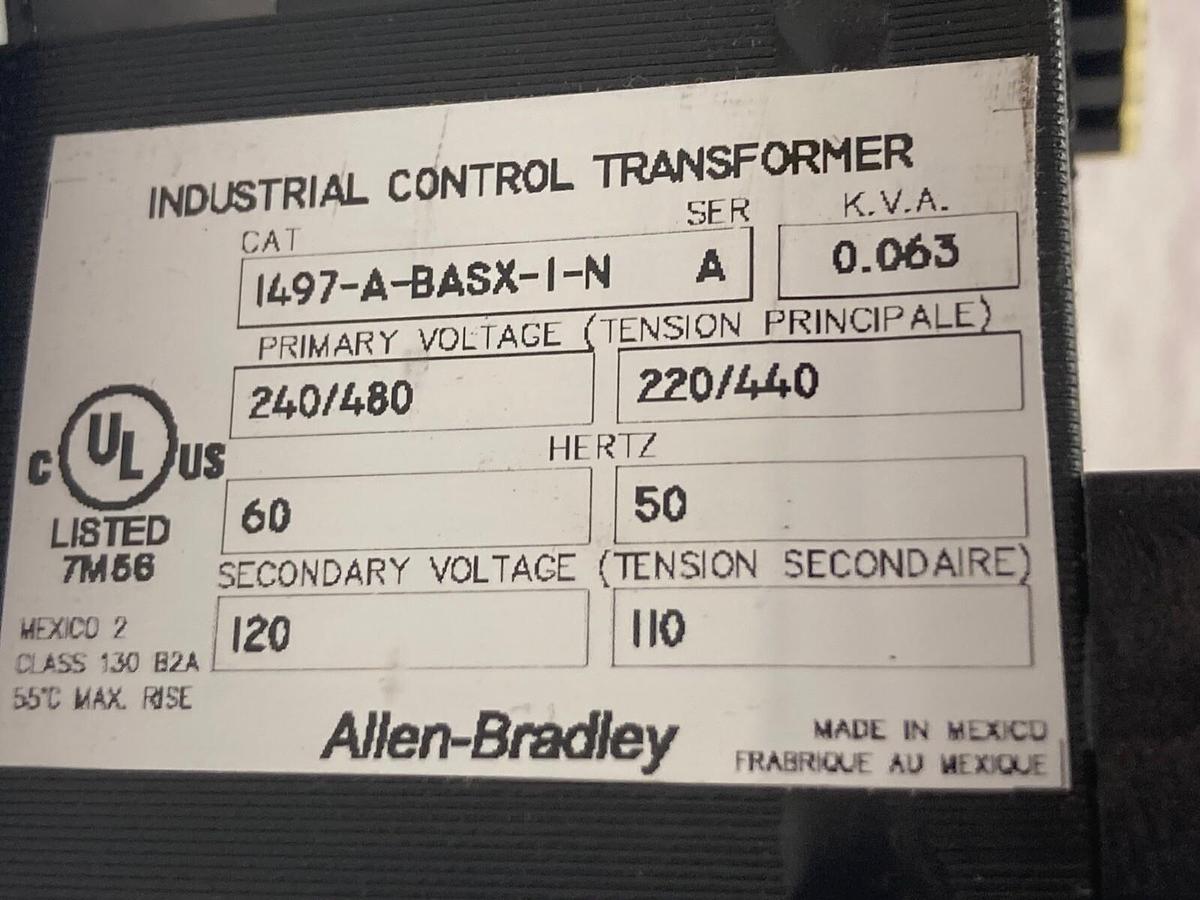 INDUSTRIAL CONTROL TRANSFORMER
CAT SER K.V.A.
1497-A-BASX-1-N A 0.063
PRIMARY VOLTAGE (TENSION PRINCIPALE)
240/480 220/440
HERTZ
60 50
SECONDARY VOLTAGE (TENSION SECONDAIRE)
120 110
C UL US
LISTED
7M56
MEXICO 2
CLASS 130 B2A
55°C MAX. RISE
Allen-Bradley
MADE IN MEXICO
FRABRIQUE AU MEXIQUE